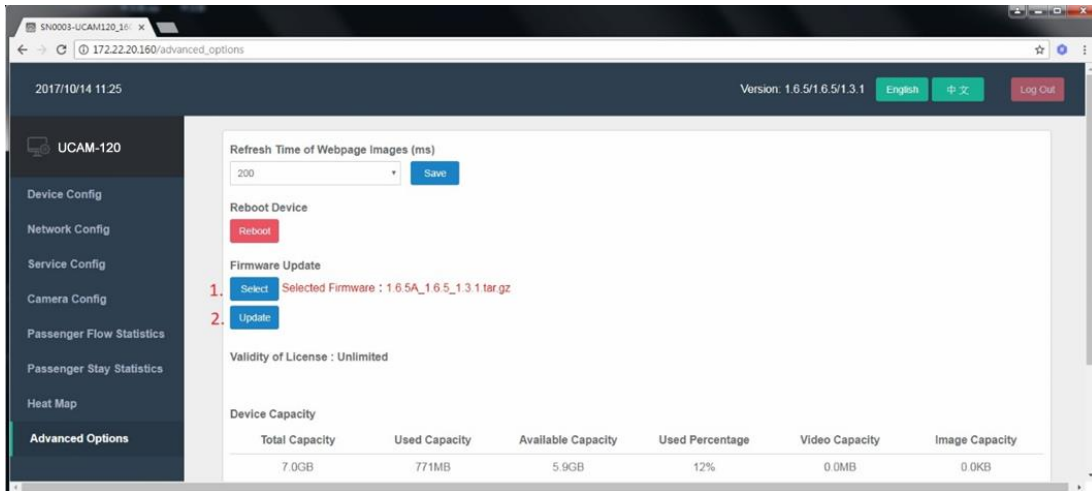 SN0003-UCAM120_16
172.22.20.160/advanced_options
2017/10/14 11:25
Version: 1.6.5/1.6.5/1.3.1
English
中文
Log Out
UCAM-120
Device Config
Network Config
Service Config
Camera Config
Passenger Flow Statistics
Passenger Stay Statistics
Heat Map
Advanced Options
Refresh Time of Webpage Images (ms)
200
Save
Reboot Device
Reboot
Firmware Update
1. Select Selected Firmware : 1.6.5A_1.6.5_1.3.1.tar.gz
2. Update
Validity of License : Unlimited
Device Capacity
Total Capacity Used Capacity Available Capacity Used Percentage Video Capacity Image Capacity
7.0GB 771MB 5.9GB 12% 0.0MB 0.0KB